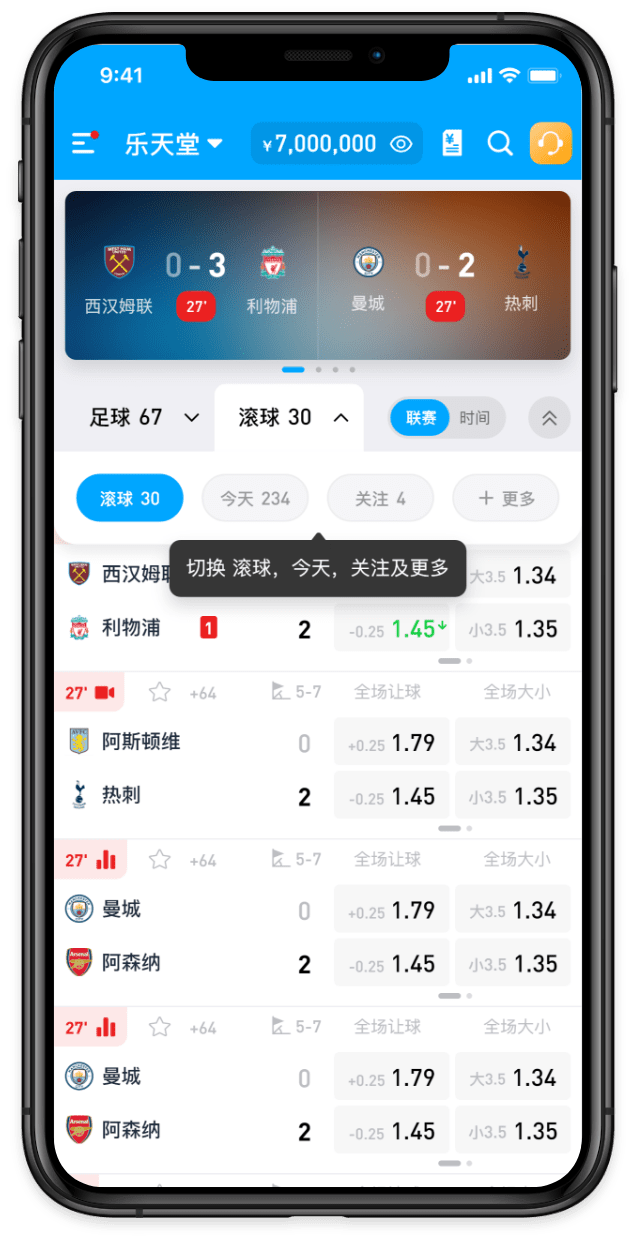 9:41
乐天堂 ¥7,000,000
0 - 3 0 - 2
西汉姆联 27' 利物浦 曼城 27' 热刺
足球 67 滚球 30 联赛 时间
滚球 30 今天 234 关注 4 + 更多
切换 滚球，今天，关注及更多
西汉姆联 大3.5 1.34
利物浦 1 2 -0.25 1.45 小3.5 1.35
27' +64 5-7 全场让球 全场大小
阿斯顿维 0 +0.25 1.79 大3.5 1.34
热刺 2 -0.25 1.45 小3.5 1.35
27' +64 5-7 全场让球 全场大小
曼城 0 +0.25 1.79 大3.5 1.34
阿森纳 2 -0.25 1.45 小3.5 1.35
27' +64 5-7 全场让球 全场大小
曼城 0 +0.25 1.79 大3.5 1.34
阿森纳 2 -0.25 1.45 小3.5 1.35